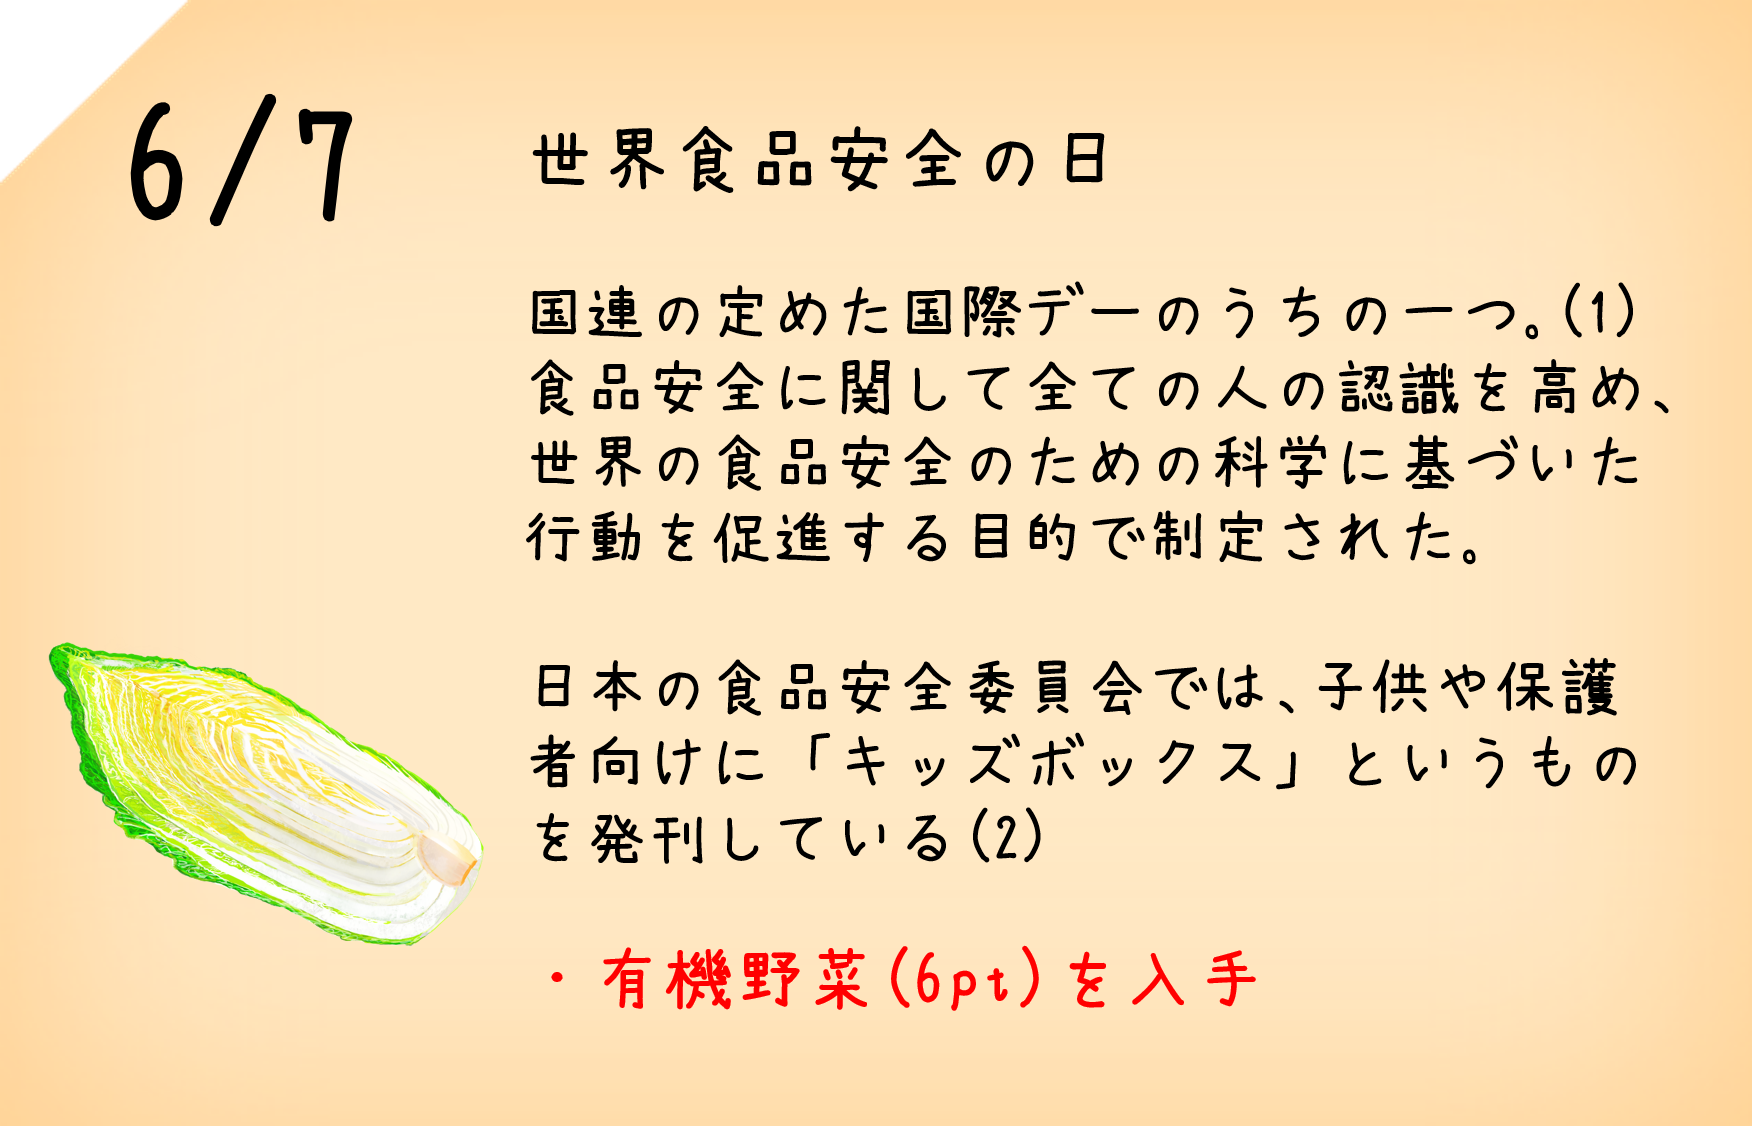 6/7
世界食品安全の日
国連の定めた国際デーのうちの一つ。(1)
食品安全に関して全ての人の認識を高め、
世界の食品安全のための科学に基づいた
行動を促進する目的で制定された。
日本の食品安全委員会では、子供や保護
者向けに「キッズボックス」というもの
を発刊している(2)
・有機野菜(6pt)を入手